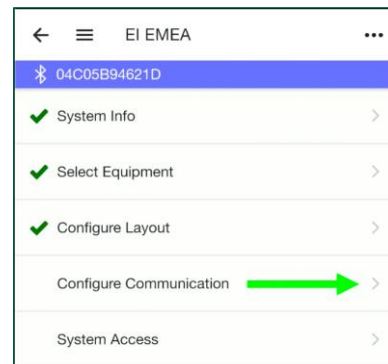 EI EMEA
04C05B94621D
System Info
Select Equipment
Configure Layout
Configure Communication
System Access